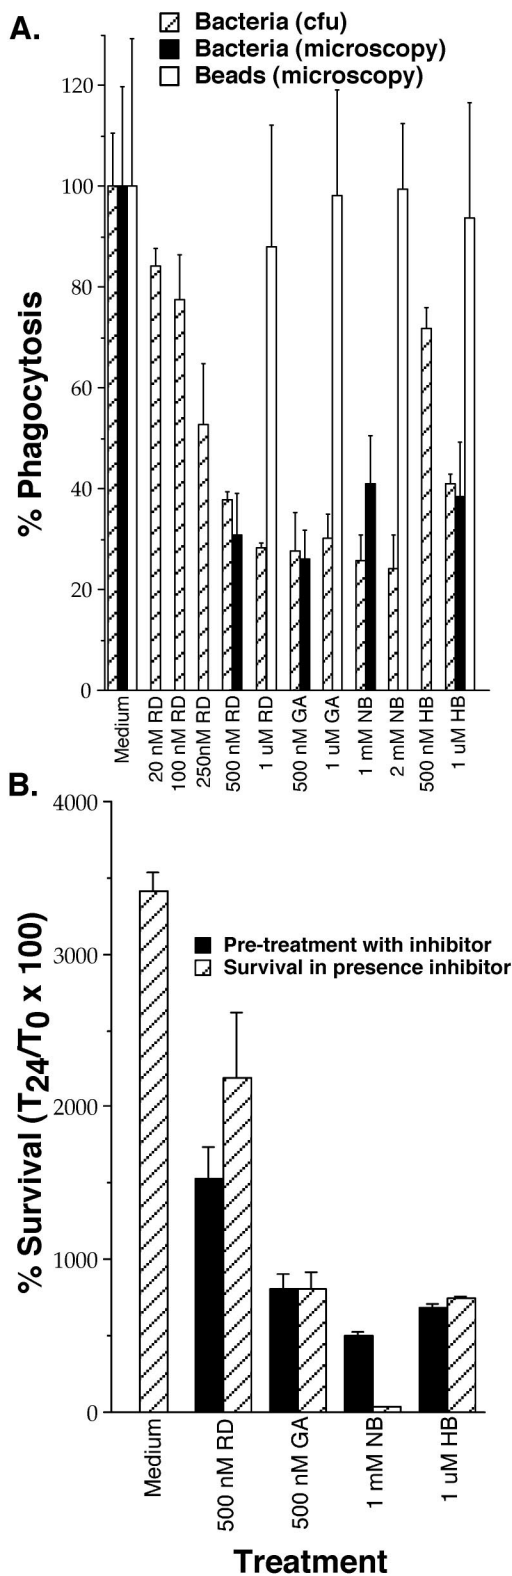 A.
Bacteria (cfu)
Bacteria (microscopy)
Beads (microscopy)
% Phagocytosis
120
100
80
60
40
20
0
Medium
20 nM RD
100 nM RD
250nM RD
500 nM RD
1 uM RD
500 nM GA
1 uM GA
1 mM NB
2 mM NB
500 nM HB
1 uM HB
B.
% Survival (T24/T0 x 100)
4000
3000
2000
1000
0
Pre-treatment with inhibitor
Survival in presence inhibitor
Medium
500 nM RD
500 nM GA
1 mM NB
1 uM HB
Treatment